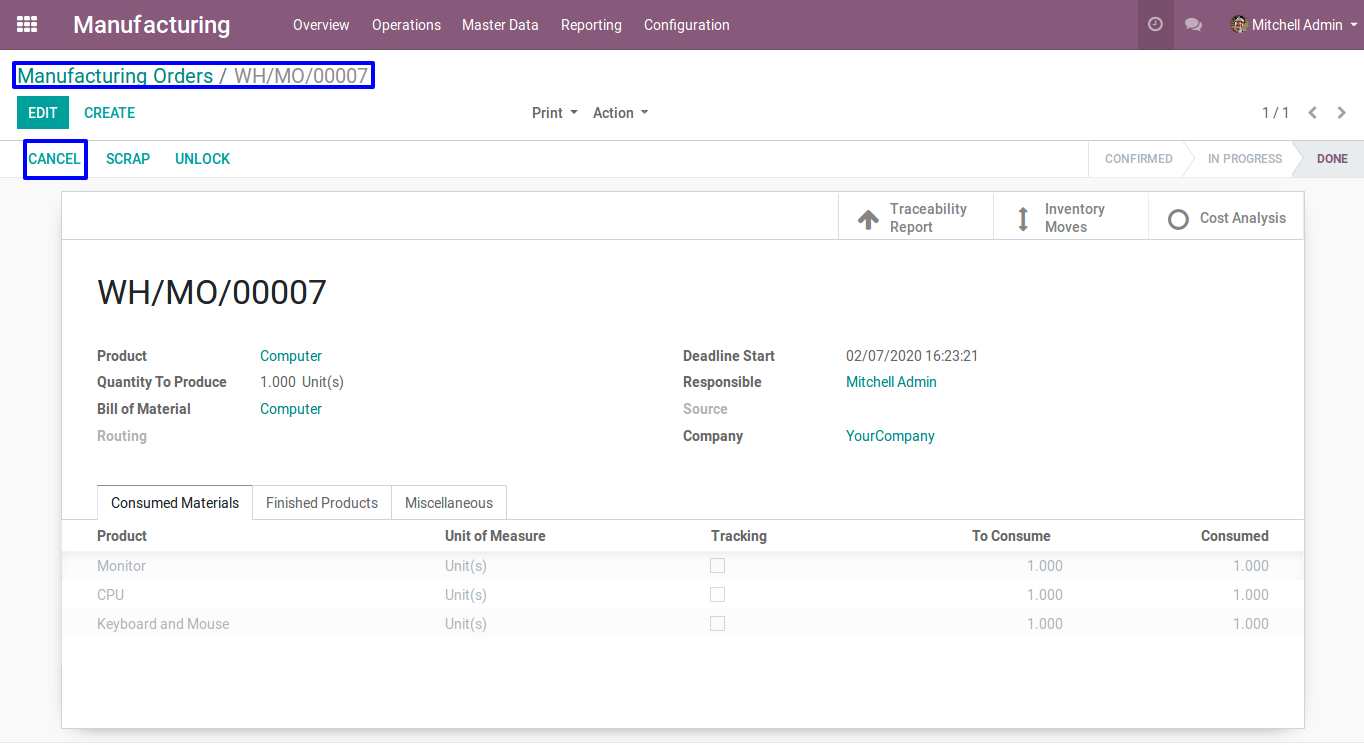 Manufacturing Overview Operations Master Data Reporting Configuration Mitchell Admin
Manufacturing Orders / WH/MO/00007
EDIT CREATE Print Action 1 / 1
CANCEL SCRAP UNLOCK CONFIRMED IN PROGRESS DONE
Traceability Report Inventory Moves Cost Analysis
WH/MO/00007
Product Computer Deadline Start 02/07/2020 16:23:21
Quantity To Produce 1.000 Unit(s) Responsible Mitchell Admin
Bill of Material Computer Source
Routing Company YourCompany
Consumed Materials Finished Products Miscellaneous
Product Unit of Measure Tracking To Consume Consumed
Monitor Unit(s) 1.000 1.000
CPU Unit(s) 1.000 1.000
Keyboard and Mouse Unit(s) 1.000 1.000